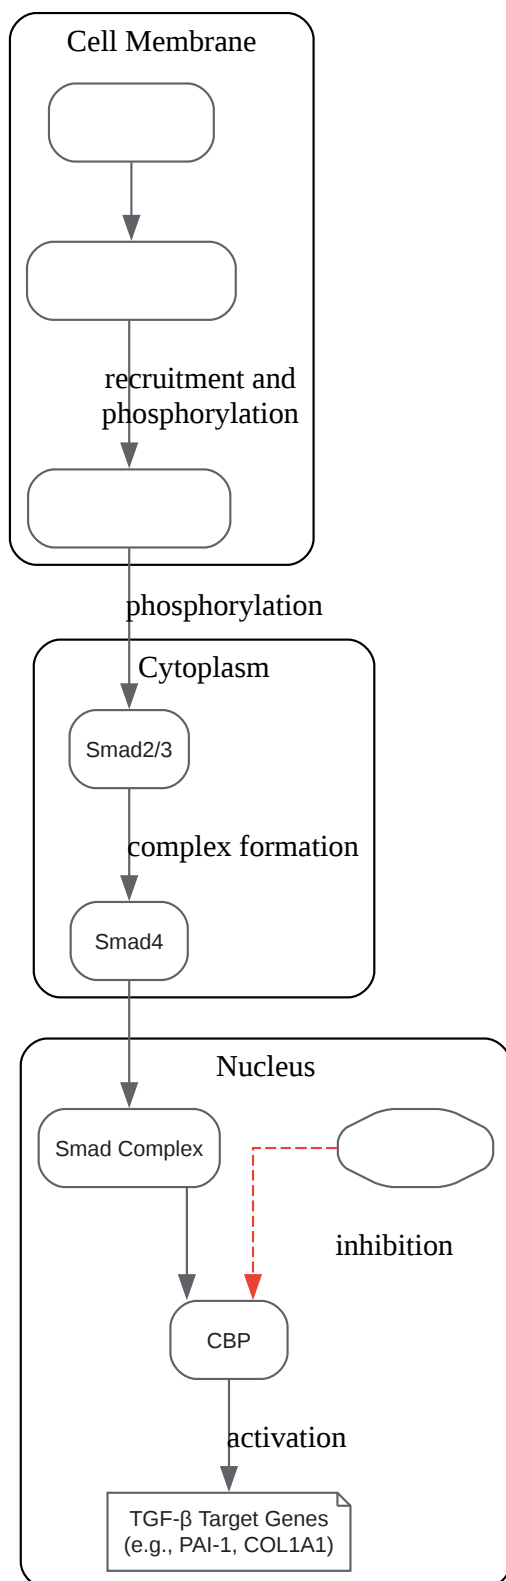 Cell Membrane
recruitment and
phosphorylation
phosphorylation
Cytoplasm
Smad2/3
complex formation
Smad4
Nucleus
Smad Complex
inhibition
CBP
activation
TGF-β Target Genes
(e.g., PAI-1, COL1A1)